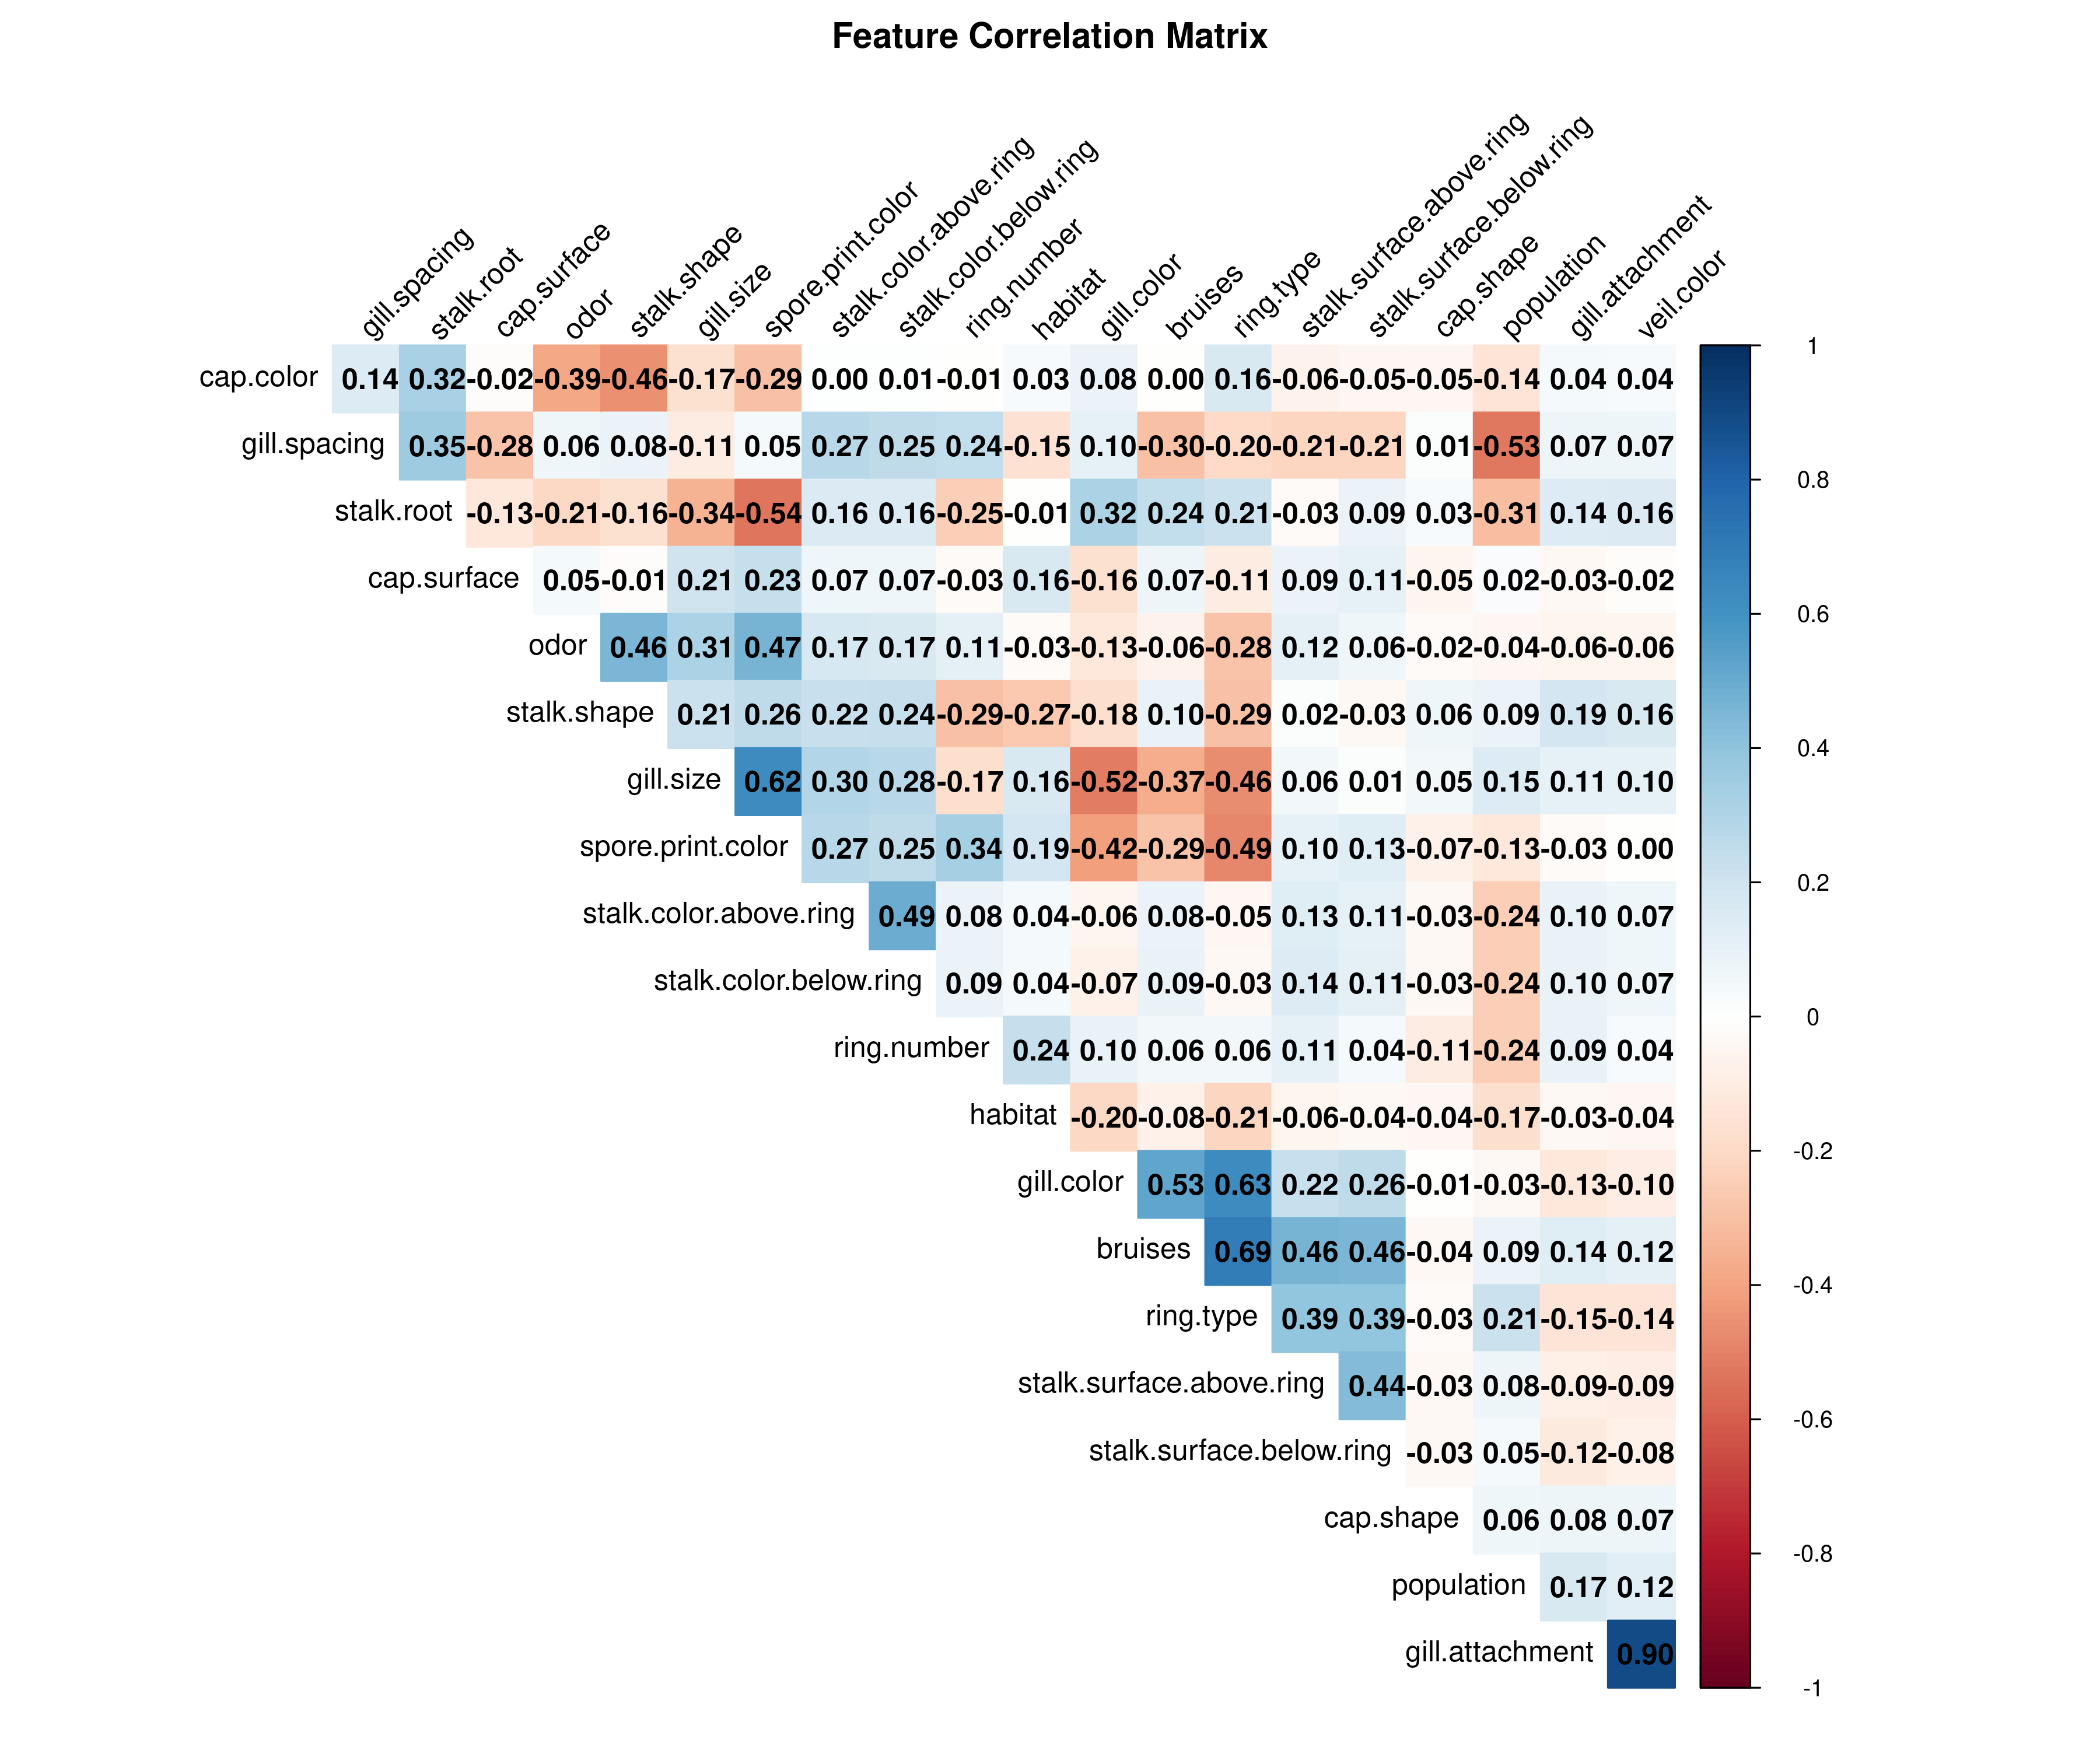 Feature Correlation Matrix
gill.spacing
stalk.root
cap.surface
odor
stalk.shape
gill.size
spore.print.color
stalk.color.above.ring
stalk.color.below.ring
ring.number
habitat
gill.color
bruises
ring.type
stalk.surface.above.ring
stalk.surface.below.ring
cap.shape
population
gill.attachment
veil.color
cap.color 0.14 0.32 -0.02 -0.39 -0.46 -0.17 -0.29 0.00 0.01 -0.01 0.03 0.08 0.00 0.16 -0.06 -0.05 -0.05 -0.14 0.04 0.04
gill.spacing 0.35 -0.28 0.06 0.08 -0.11 0.05 0.27 0.25 0.24 -0.15 0.10 -0.30 -0.20 -0.21 -0.21 0.01 -0.53 0.07 0.07
stalk.root -0.13 -0.21 -0.16 -0.34 -0.54 0.16 0.16 -0.25 -0.01 0.32 0.24 0.21 -0.03 0.09 0.03 -0.31 0.14 0.16
cap.surface 0.05 -0.01 0.21 0.23 0.07 0.07 -0.03 0.16 -0.16 0.07 -0.11 0.09 0.11 -0.05 0.02 -0.03 -0.02
odor 0.46 0.31 0.47 0.17 0.17 0.11 -0.03 -0.13 -0.06 -0.28 0.12 0.06 -0.02 -0.04 -0.06 -0.06
stalk.shape 0.21 0.26 0.22 0.24 -0.29 -0.27 -0.18 0.10 -0.29 0.02 -0.03 0.06 0.09 0.19 0.16
gill.size 0.62 0.30 0.28 -0.17 0.16 -0.52 -0.37 -0.46 0.06 0.01 0.05 0.15 0.11 0.10
spore.print.color 0.27 0.25 0.34 0.19 -0.42 -0.29 -0.49 0.10 0.13 -0.07 -0.13 -0.03 0.00
stalk.color.above.ring 0.49 0.08 0.04 -0.06 0.08 -0.05 0.13 0.11 -0.03 -0.24 0.10 0.07
stalk.color.below.ring 0.09 0.04 -0.07 0.09 -0.03 0.14 0.11 -0.03 -0.24 0.10 0.07
ring.number 0.24 0.10 0.06 0.06 0.11 0.04 -0.11 -0.24 0.09 0.04
habitat -0.20 -0.08 -0.21 -0.06 -0.04 -0.04 -0.17 -0.03 -0.04
gill.color 0.53 0.63 0.22 0.26 -0.01 -0.03 -0.13 -0.10
bruises 0.69 0.46 0.46 -0.04 0.09 0.14 0.12
ring.type 0.39 0.39 -0.03 0.21 -0.15 -0.14
stalk.surface.above.ring 0.44 -0.03 0.08 -0.09 -0.09
stalk.surface.below.ring -0.03 0.05 -0.12 -0.08
cap.shape 0.06 0.08 0.07
population 0.17 0.12
gill.attachment 0.90
1
0.8
0.6
0.4
0.2
0
-0.2
-0.4
-0.6
-0.8
-1